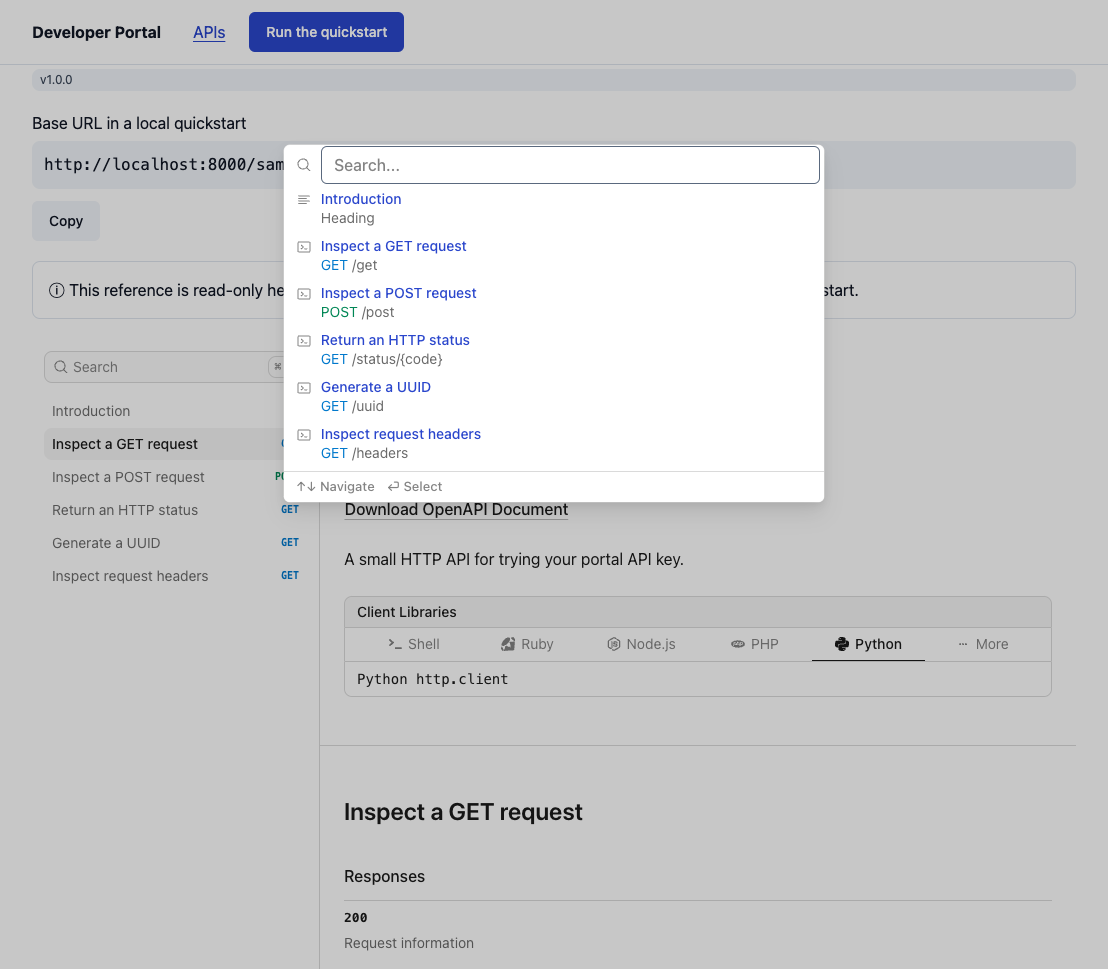 Developer Portal APIs Run the quickstart
v1.0.0
Base URL in a local quickstart
http://localhost:8000/sam
Copy
This reference is read-only he
start.
Search
⌘
Introduction
Inspect a GET request
Inspect a POST request
Return an HTTP status GET
Generate a UUID GET
Inspect request headers GET
Search...
Introduction
Heading
Inspect a GET request
GET /get
Inspect a POST request
POST /post
Return an HTTP status
GET /status/{code}
Generate a UUID
GET /uuid
Inspect request headers
GET /headers
↑↓ Navigate ↵ Select
Download OpenAPI Document
A small HTTP API for trying your portal API key.
Client Libraries
Shell Ruby Node.js PHP Python ··· More
Python http.client
Inspect a GET request
Responses
200
Request information